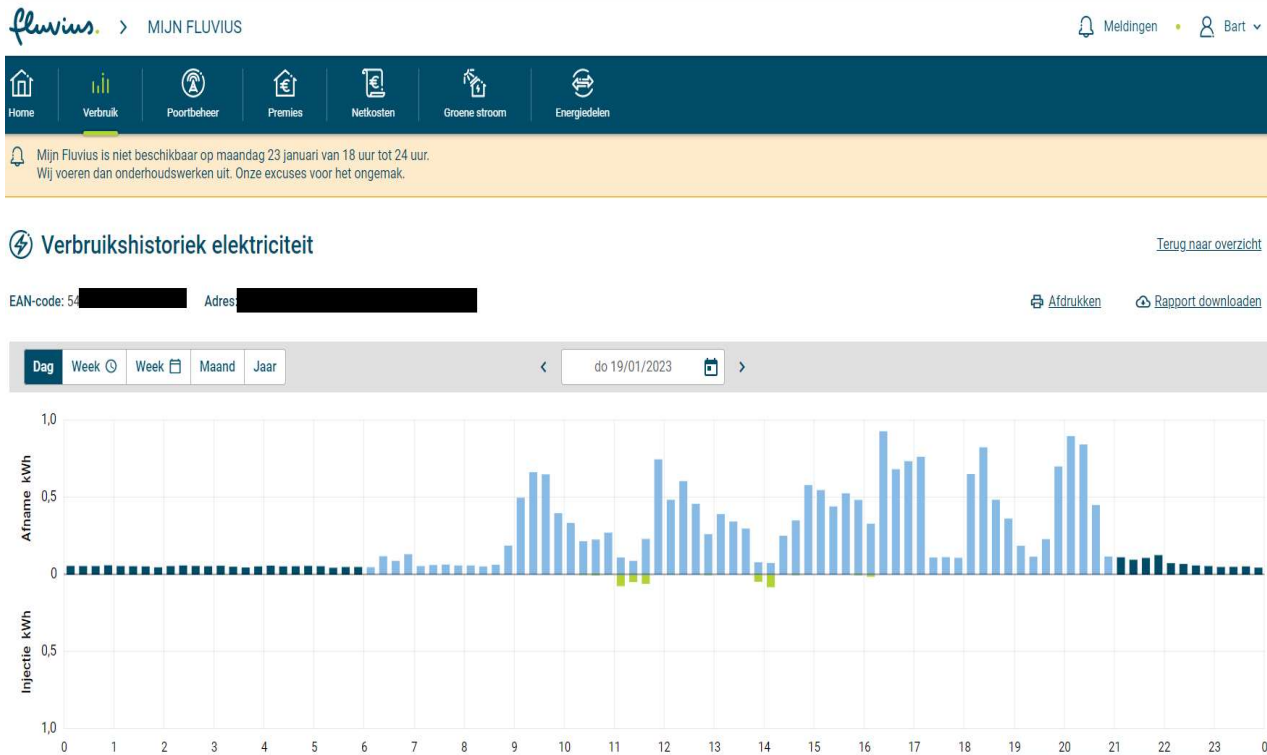 fluvius. > MIJN FLUVIUS Meldingen • Bart
Home Verbruik Poortbeheer Premies Netkosten Groene stroom Energiedelen
Mijn Fluvius is niet beschikbaar op maandag 23 januari van 18 uur tot 24 uur.
Wij voeren dan onderhoudswerken uit. Onze excuses voor het ongemak.
Verbruikshistoriek elektriciteit Terug naar overzicht
EAN-code: 54 Adres: Afdrukken Rapport downloaden
Dag Week Week Maand Jaar < do 19/01/2023 >
1,0
Afname kWh
0,5
0
Injectie kWh
0,5
1,0
0 1 2 3 4 5 6 7 8 9 10 11 12 13 14 15 16 17 18 19 20 21 22 23 0